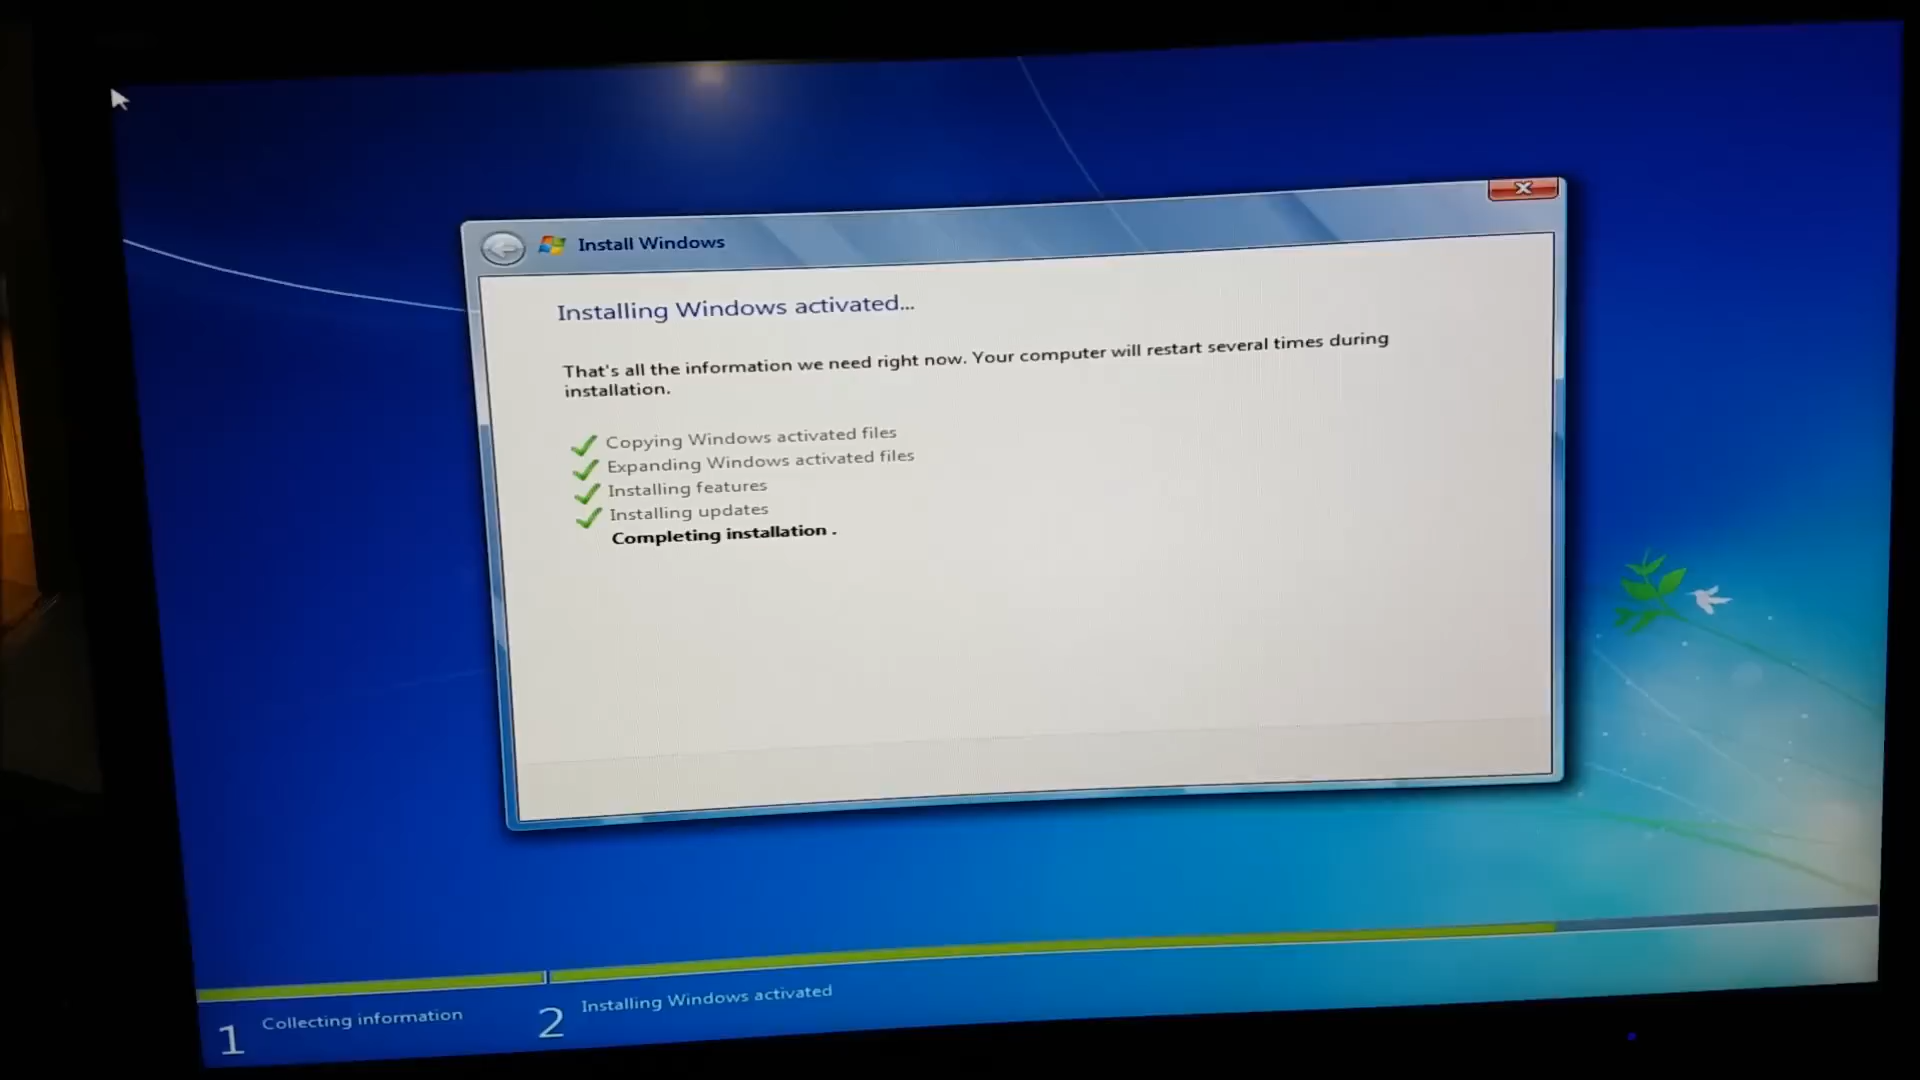 Install Windows
Installing Windows activated...
That's all the information we need right now. Your computer will restart several times during
installation.
Copying Windows activated files
Expanding Windows activated files
Installing features
Installing updates
Completing installation .
1 Collecting information
2 Installing Windows activated